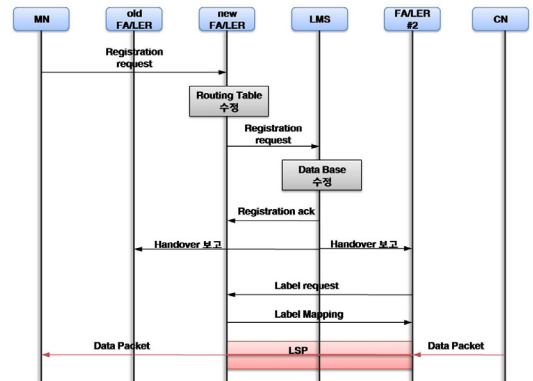 MN
old
FA/LER
new
FA/LER
LMS
FA/LER
#2
CN
Registration
request
Routing Table
수정
Registration
request
Data Base
수정
Registration ack
Handover 보고
Handover 보고
Label request
Label Mapping
Data Packet
LSP
Data Packet